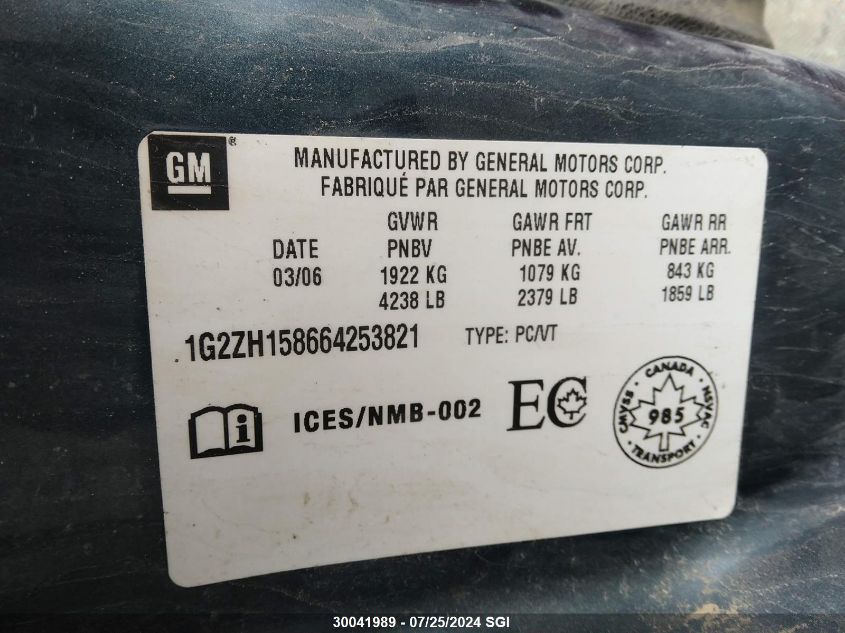 GM®
MANUFACTURED BY GENERAL MOTORS CORP.
FABRIQUÉ PAR GENERAL MOTORS CORP.
GVWR GAWR FRT GAWR RR
DATE PNBV PNBE AV. PNBE ARR.
03/06 1922 KG 1079 KG 843 KG
4238 LB 2379 LB 1859 LB
1G2ZH158664253821 TYPE: PC/VT
i ICES/NMB-002 EC
CANADA
CMVSS 985 NSVAC
TRANSPORT
30041989 - 07/25/2024 SGI